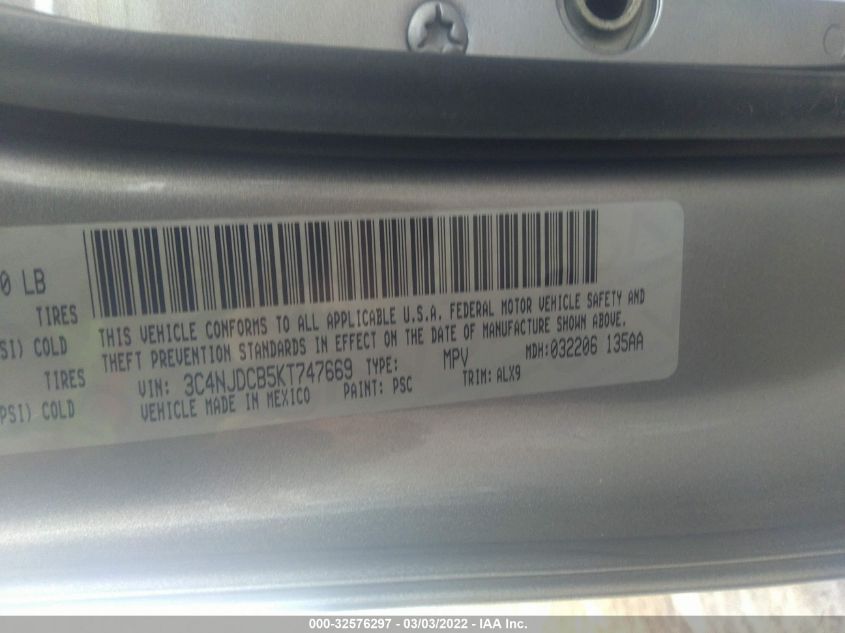 0 LB
TIRES
SI) COLD
TIRES
PSI) COLD
THIS VEHICLE CONFORMS TO ALL APPLICABLE U.S.A. FEDERAL MOTOR VEHICLE SAFETY AND
THEFT PREVENTION STANDARDS IN EFFECT ON THE DATE OF MANUFACTURE SHOWN ABOVE.
VIN: 3C4NJDCB5KT747669 TYPE: MPV MDH:032206 135AA
VEHICLE MADE IN MEXICO PAINT: PSC TRIM: ALX9
000-32576297 - 03/03/2022 - IAA Inc.